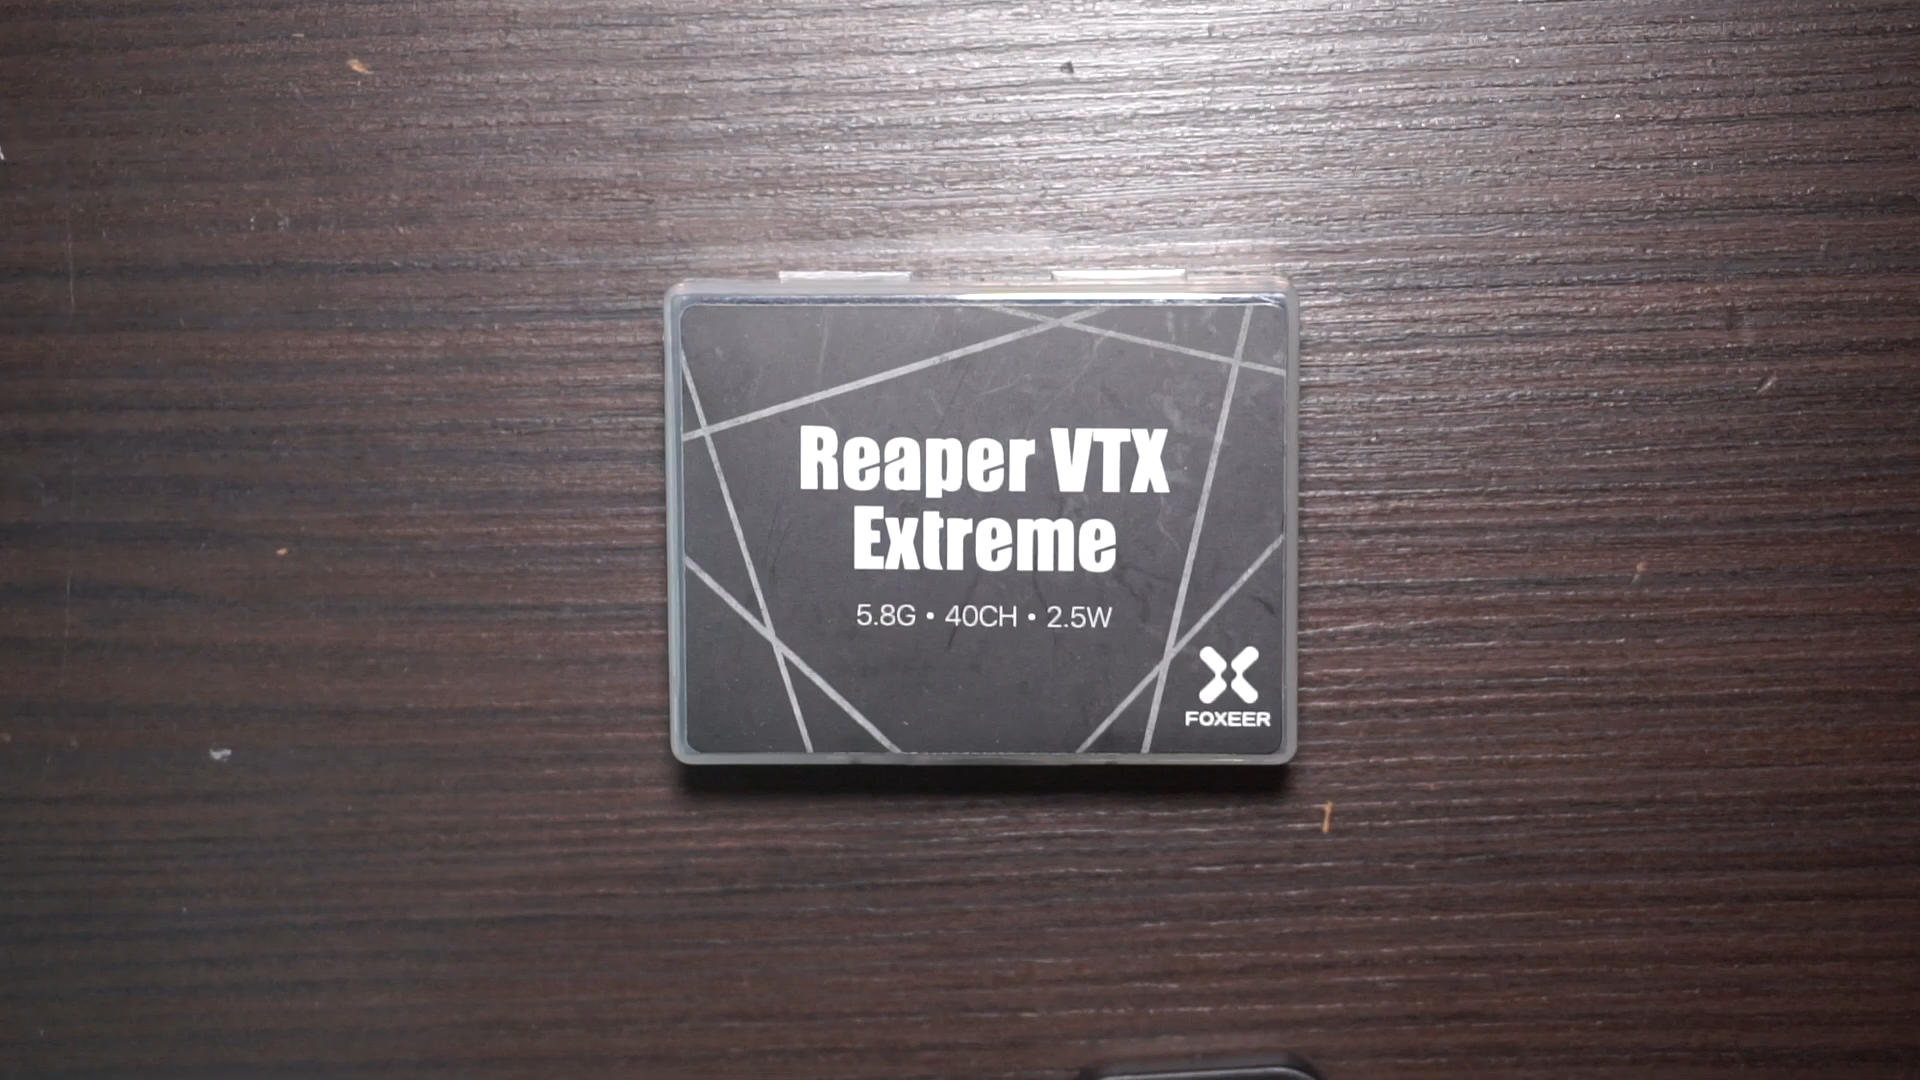 Reaper VTX
Extreme
5.8G • 40CH • 2.5W
FOXEER